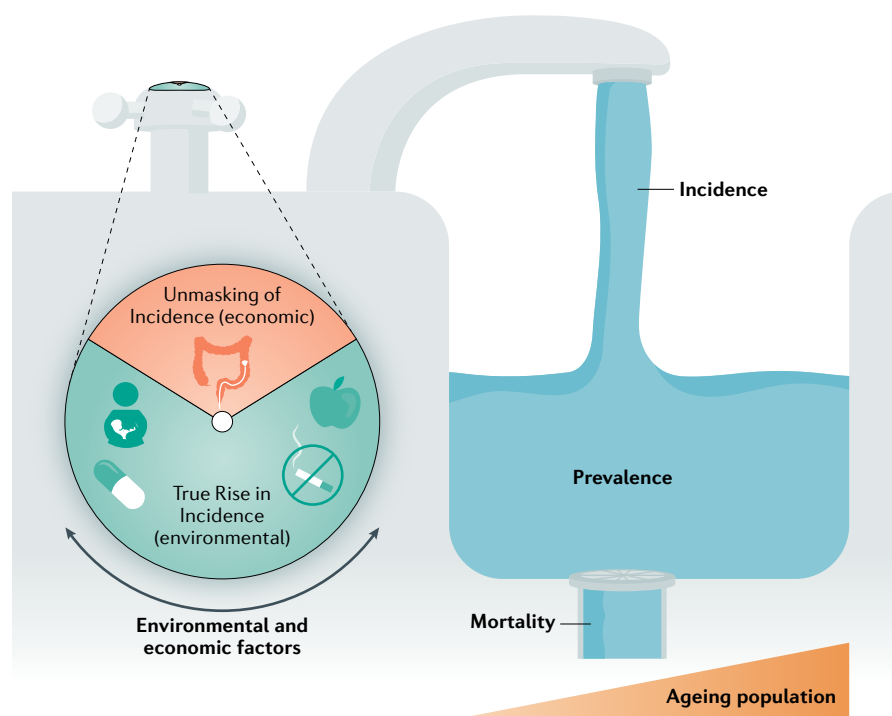 Incidence
Unmasking of
Incidence (economic)
Prevalence
True Rise in
Incidence
(environmental)
Environmental and
economic factors
Mortality
Ageing population